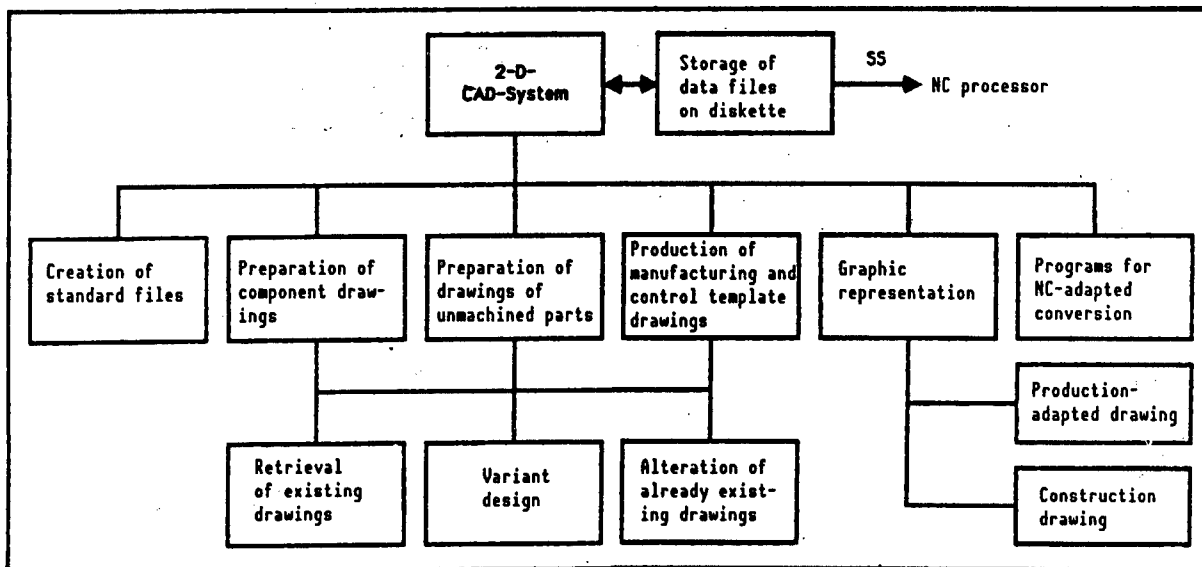 2-D-
CAD-System
Storage of
data files
on diskette
SS
NC processor
Creation of
standard files
Preparation of
component draw-
ings
Preparation of
drawings of
unmachined parts
Production of
manufacturing and
control template
drawings
Graphic
representation
Programs for
NC-adapted
conversion
Retrieval
of existing
drawings
Variant
design
Alteration of
already exist-
ing drawings
Production-
adapted drawing
Construction
drawing